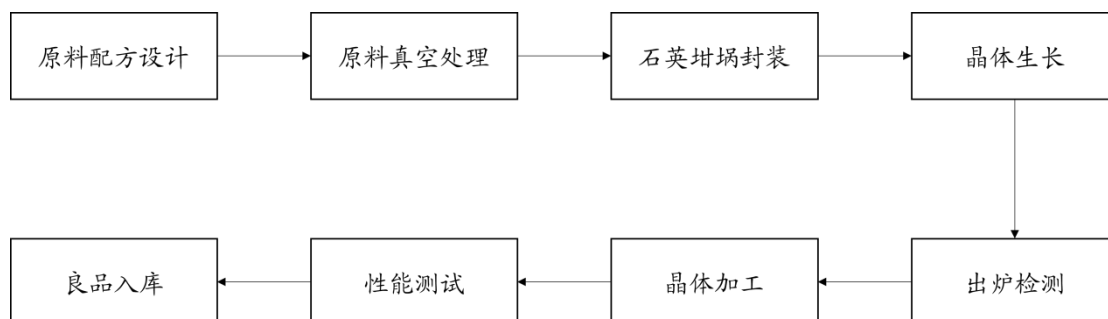 原料配方设计
原料真空处理
石英坩埚封装
晶体生长
出炉检测
晶体加工
性能测试
良品入库